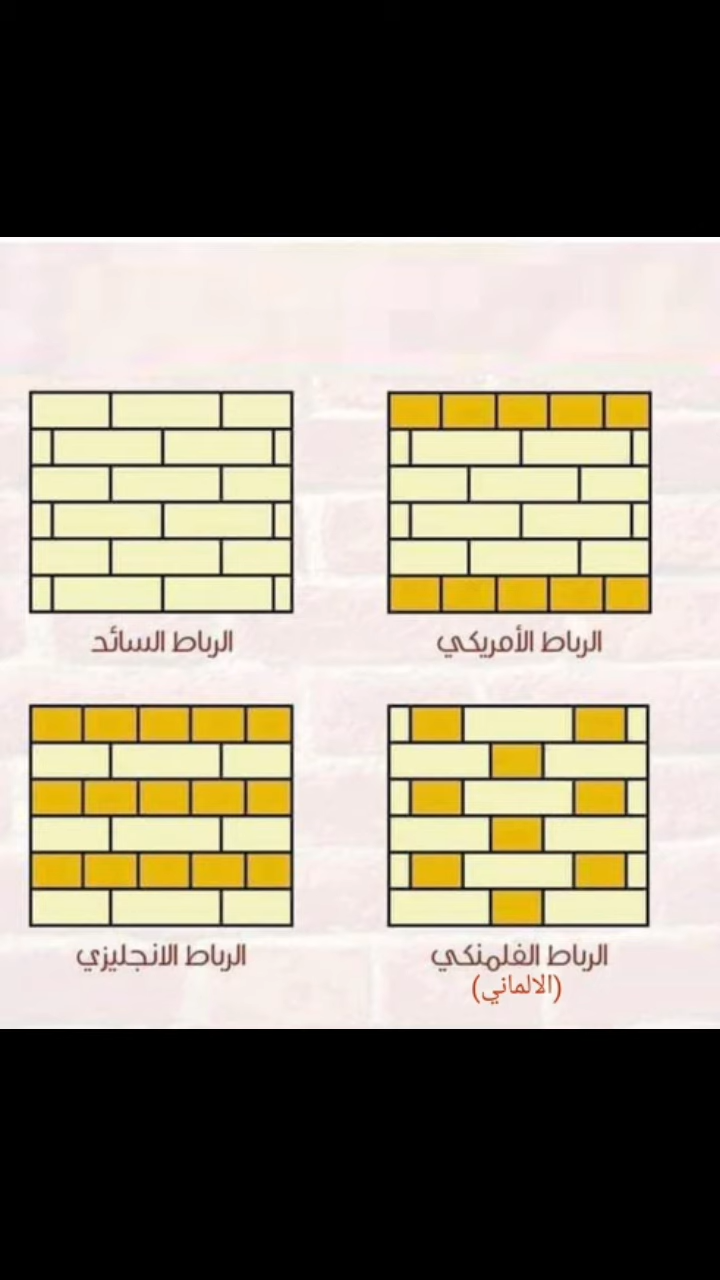 الرباط الأمريكي
الرباط السائد
الرباط الفلمنكي
(الالماني)
الرباط الانجليزي